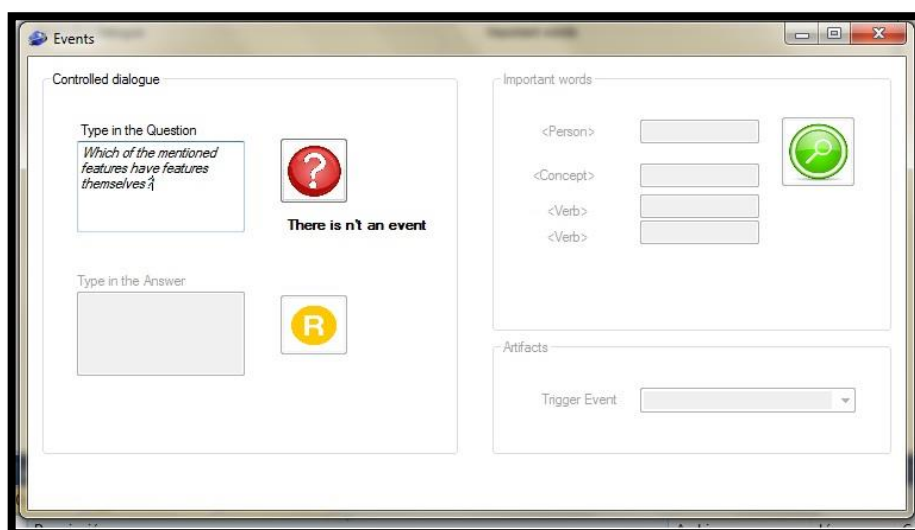 Events
Controlled dialogue
Type in the Question
Which of the mentioned
features have features
themselves?
?
There is n't an event
Type in the Answer
R
Important words
<Person>
<Concept>
<Verb>
<Verb>
Artifacts
Trigger Event